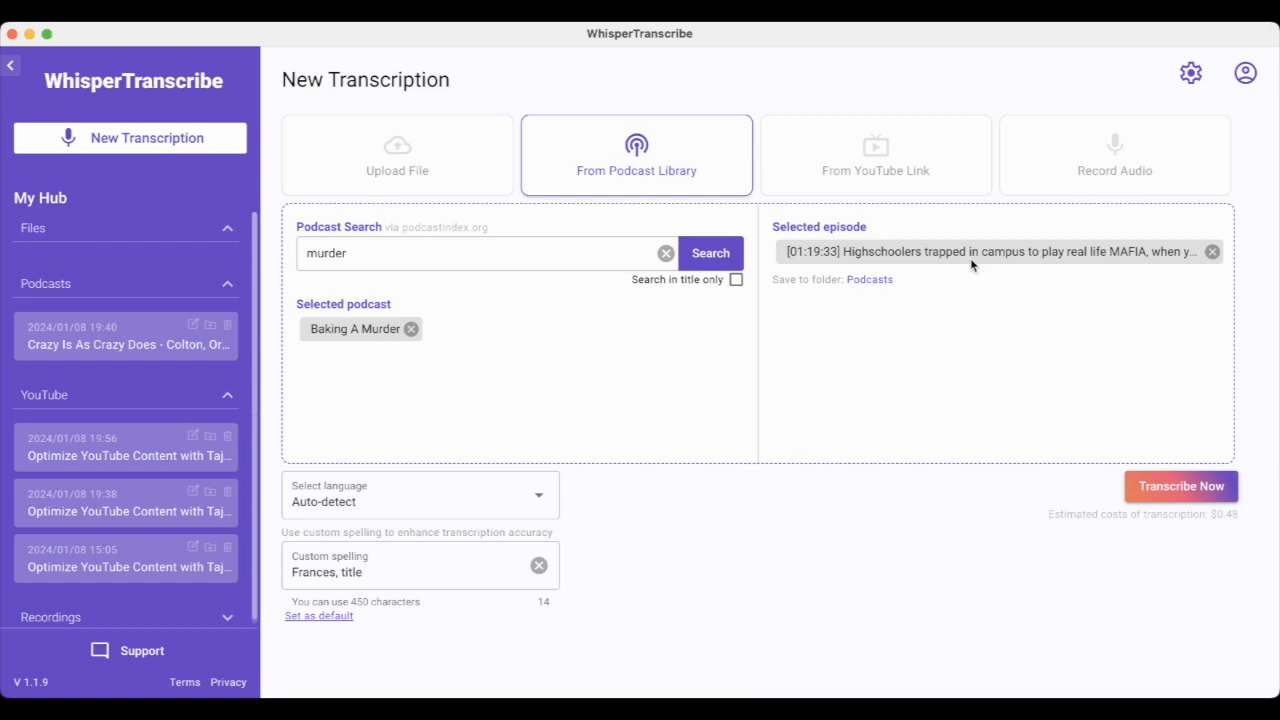 WhisperTranscribe
WhisperTranscribe
New Transcription
My Hub
Files
Podcasts
2024/01/08 19:40
Crazy Is As Crazy Does - Colton, Or...
YouTube
2024/01/08 19:56
Optimize YouTube Content with Taj...
2024/01/08 19:38
Optimize YouTube Content with Taj...
2024/01/08 15:05
Optimize YouTube Content with Taj...
Recordings
Support
V 1.1.9
Terms Privacy
New Transcription
Upload File
From Podcast Library
From YouTube Link
Record Audio
Podcast Search via podcastindex.org
murder
Search
Search in title only
Selected podcast
Baking A Murder
Selected episode
[01:19:33] Highschoolers trapped in campus to play real life MAFIA, when y...
Save to folder: Podcasts
Select language
Auto-detect
Use custom spelling to enhance transcription accuracy
Custom spelling
Frances, title
You can use 450 characters 14
Set as default
Transcribe Now
Estimated costs of transcription: $0.48